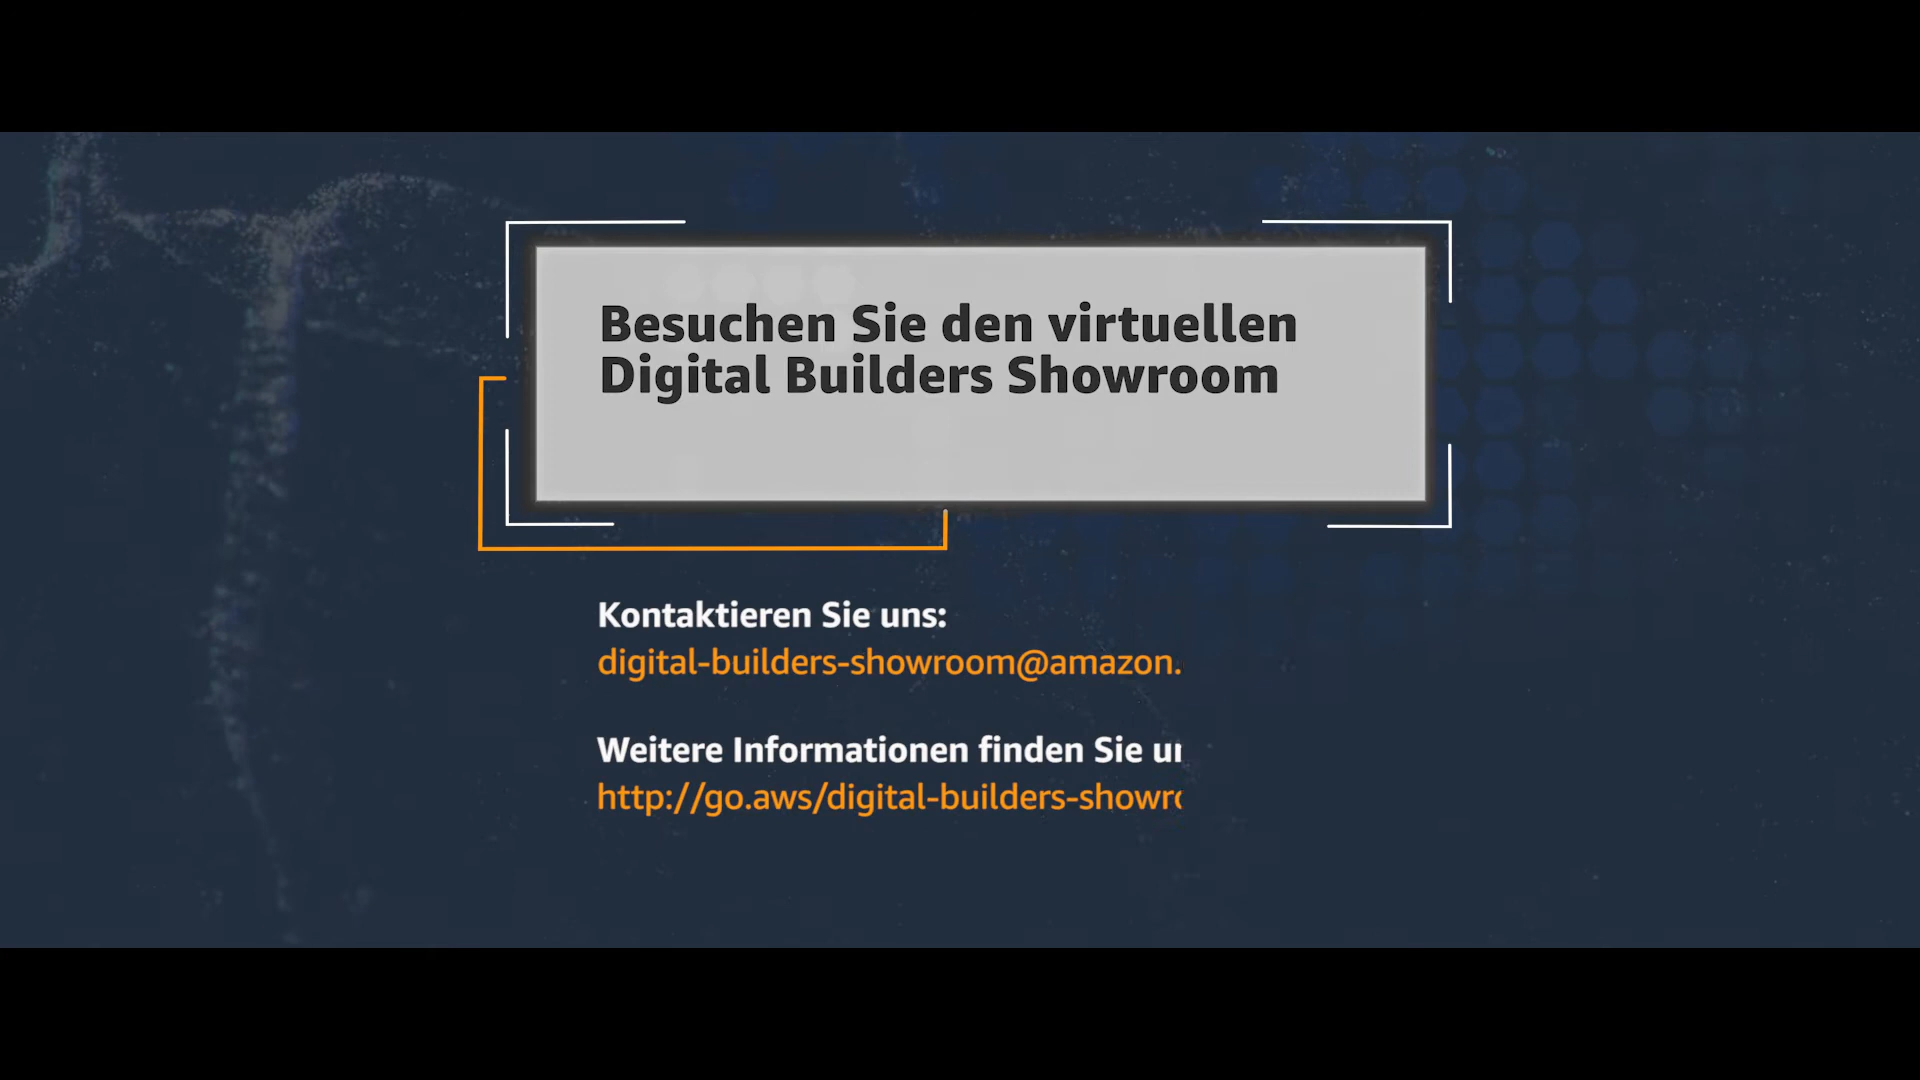 Besuchen Sie den virtuellen
Digital Builders Showroom
Kontaktieren Sie uns:
digital-builders-showroom@amazon.
Weitere Informationen finden Sie
http://go.aws/digital-builders-showr